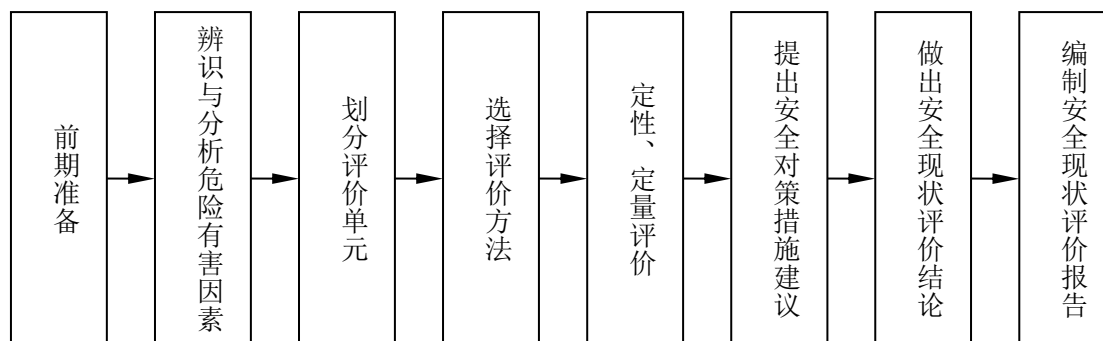 前期准备
辨识与分析危险有害因素
划分评价单元
选择评价方法
定性、定量评价
提出安全对策措施建议
做出安全现状评价结论
编制安全现状评价报告